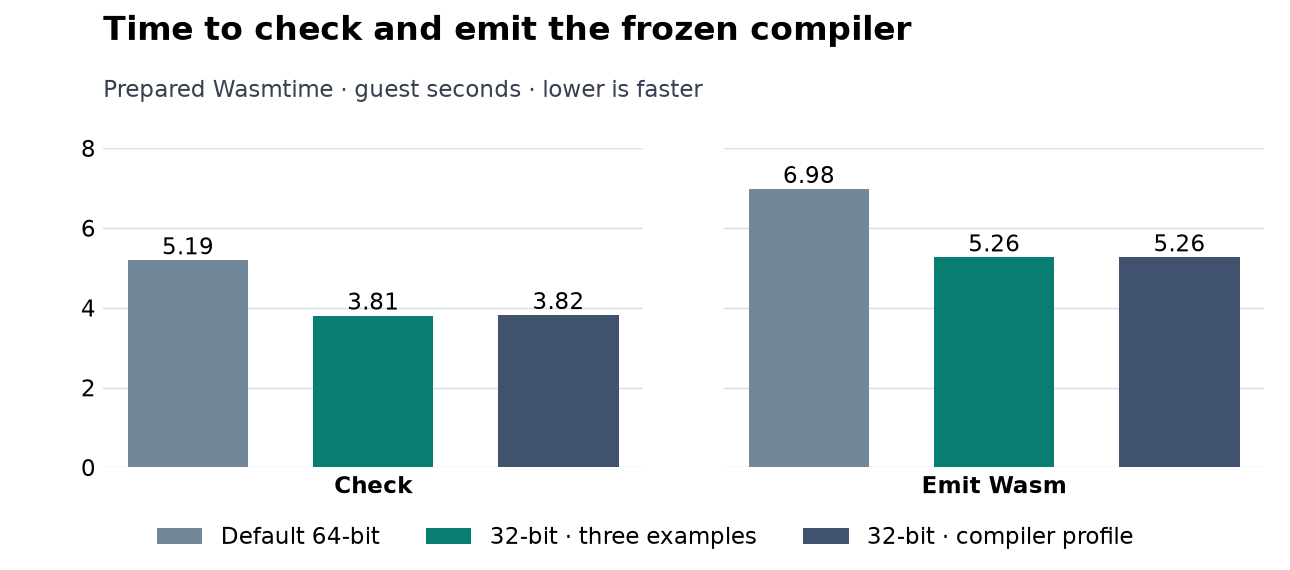 Time to check and emit the frozen compiler
Prepared Wasmtime · guest seconds · lower is faster
8
6
4
2
0
5.19
3.81
3.82
Check
6.98
5.26
5.26
Emit Wasm
Default 64-bit
32-bit · three examples
32-bit · compiler profile